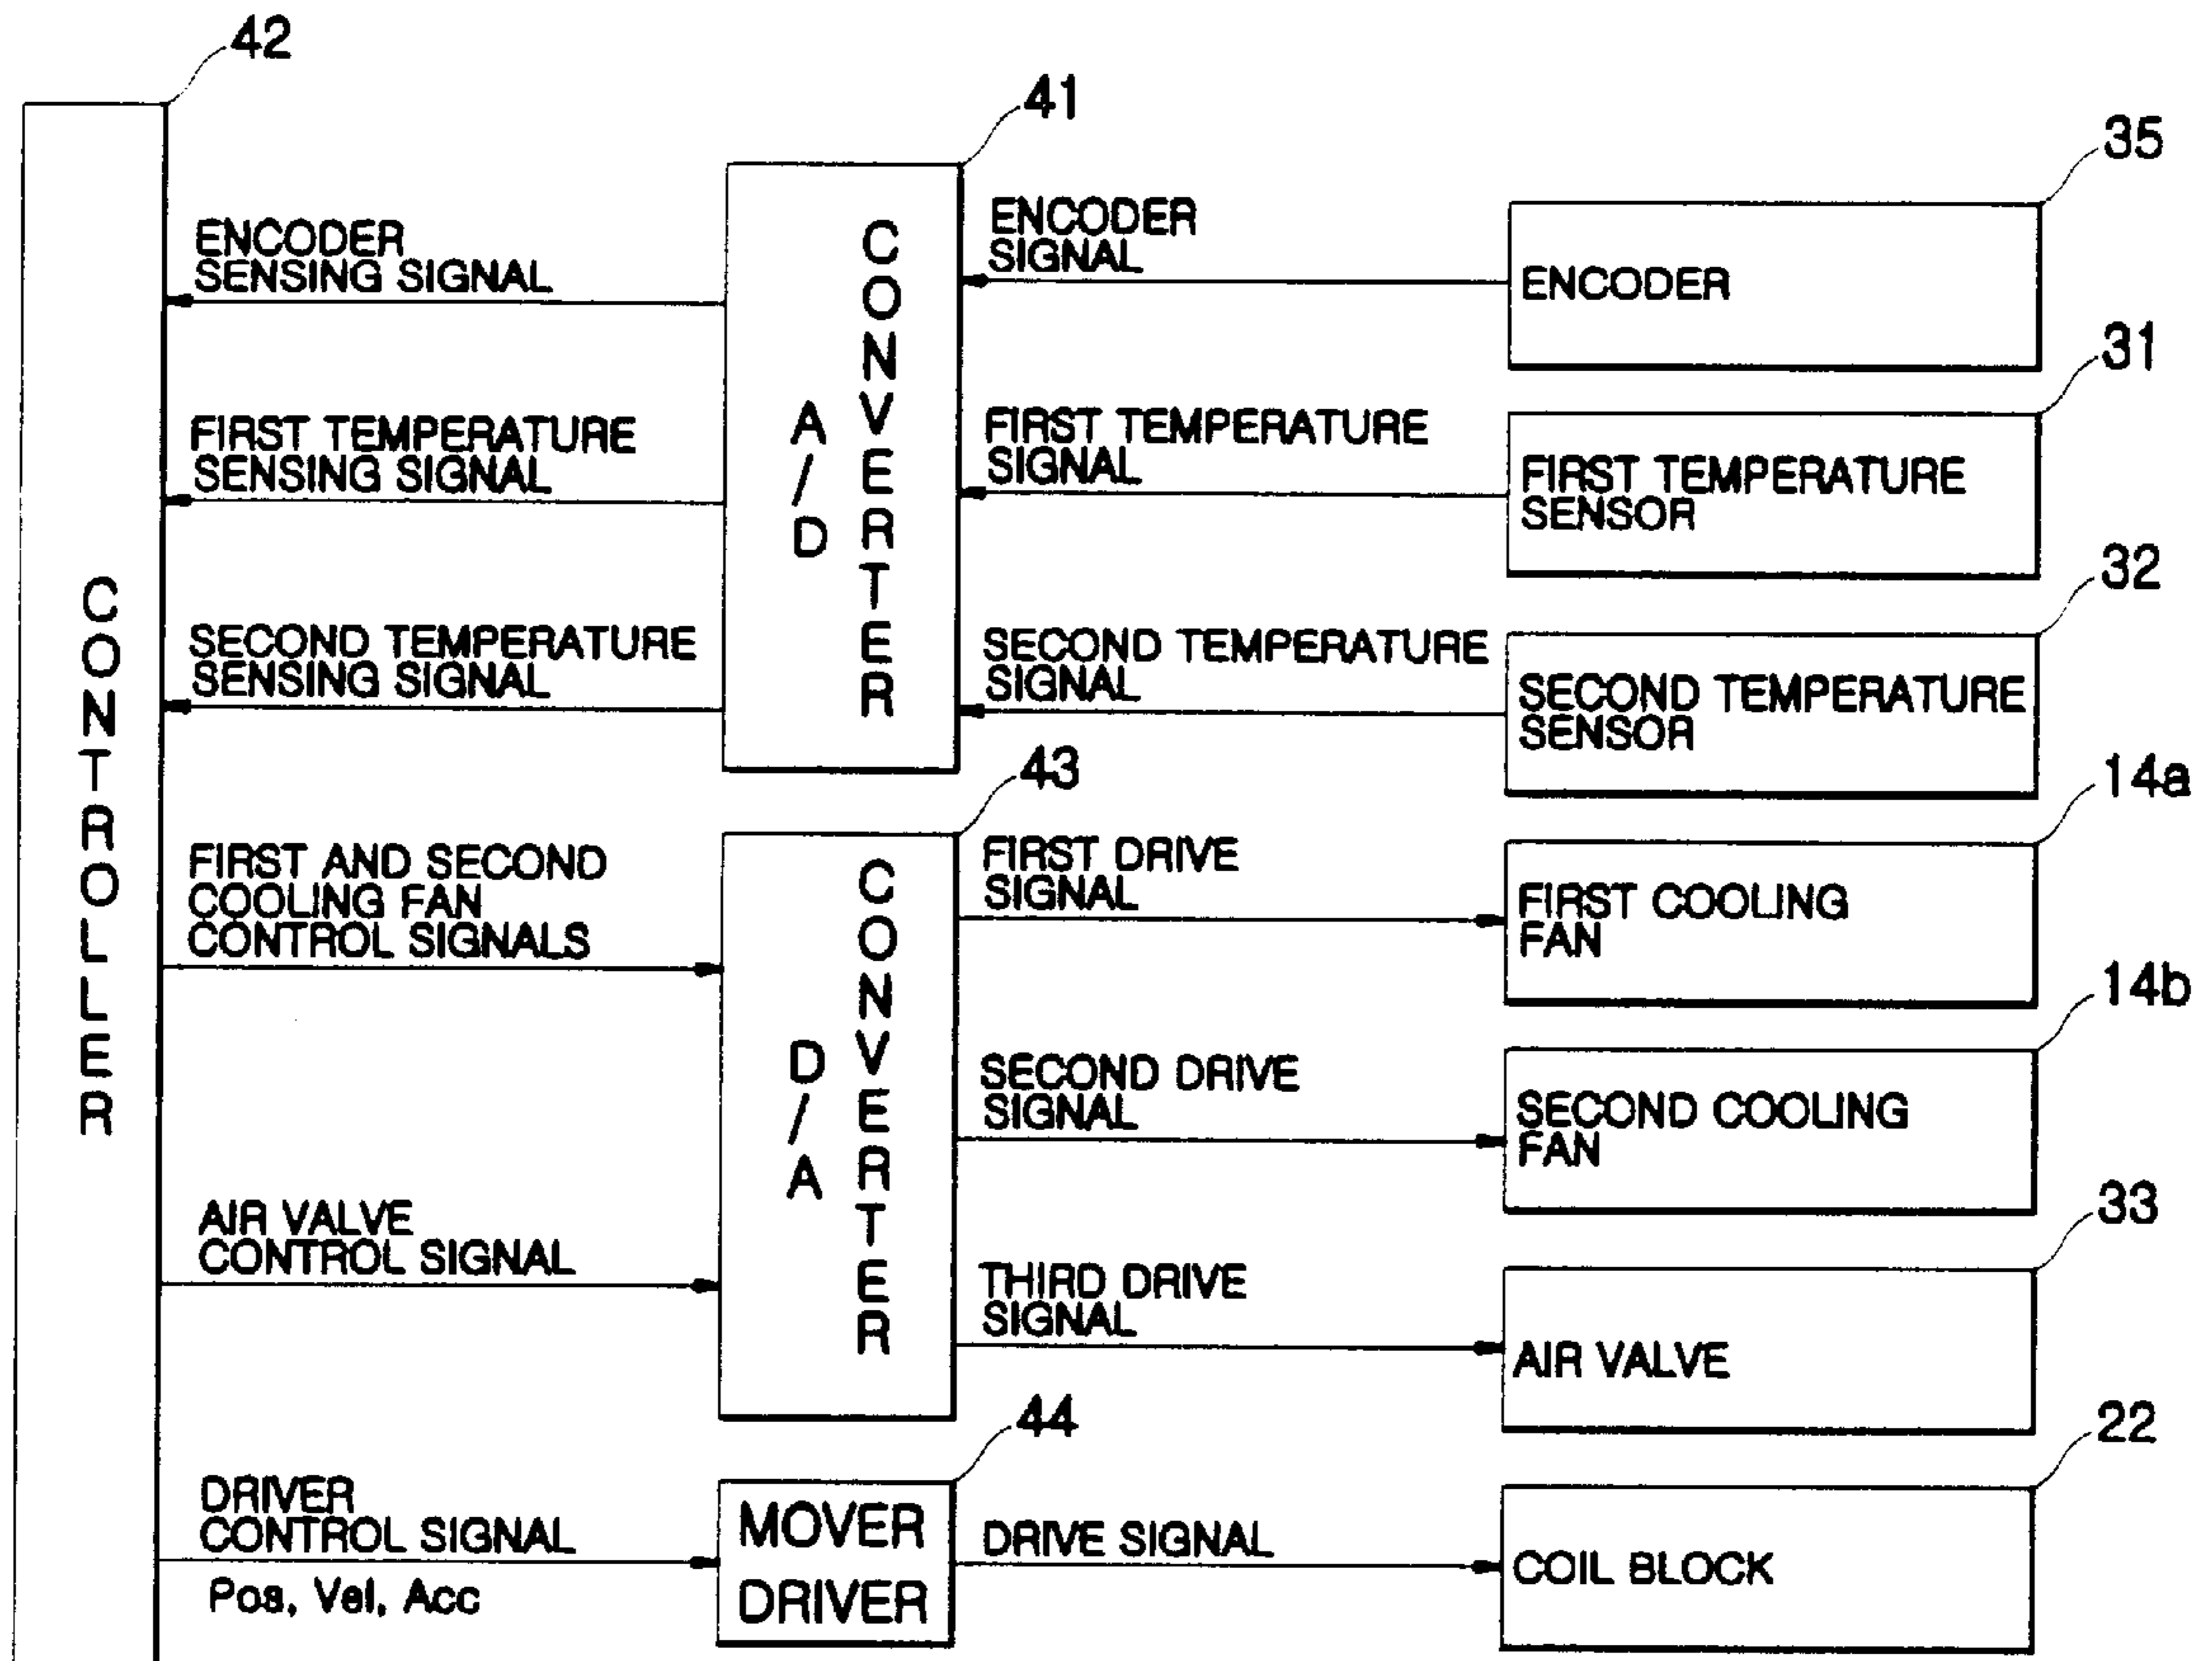 42
CONTROLLER
41
A/D
CONVERTER
ENCODER
SENSING SIGNAL
FIRST TEMPERATURE
SENSING SIGNAL
SECOND TEMPERATURE
SENSING SIGNAL
ENCODER
SIGNAL
FIRST TEMPERATURE
SIGNAL
SECOND TEMPERATURE
SIGNAL
35
ENCODER
31
FIRST TEMPERATURE
SENSOR
32
SECOND TEMPERATURE
SENSOR
43
D/A
CONVERTER
FIRST AND SECOND
COOLING FAN
CONTROL SIGNALS
AIR VALVE
CONTROL SIGNAL
FIRST DRIVE
SIGNAL
SECOND DRIVE
SIGNAL
THIRD DRIVE
SIGNAL
14a
FIRST COOLING
FAN
14b
SECOND COOLING
FAN
33
AIR VALVE
DRIVER
CONTROL SIGNAL
Pos, Vel, Acc
44
MOVER
DRIVER
DRIVE SIGNAL
22
COIL BLOCK